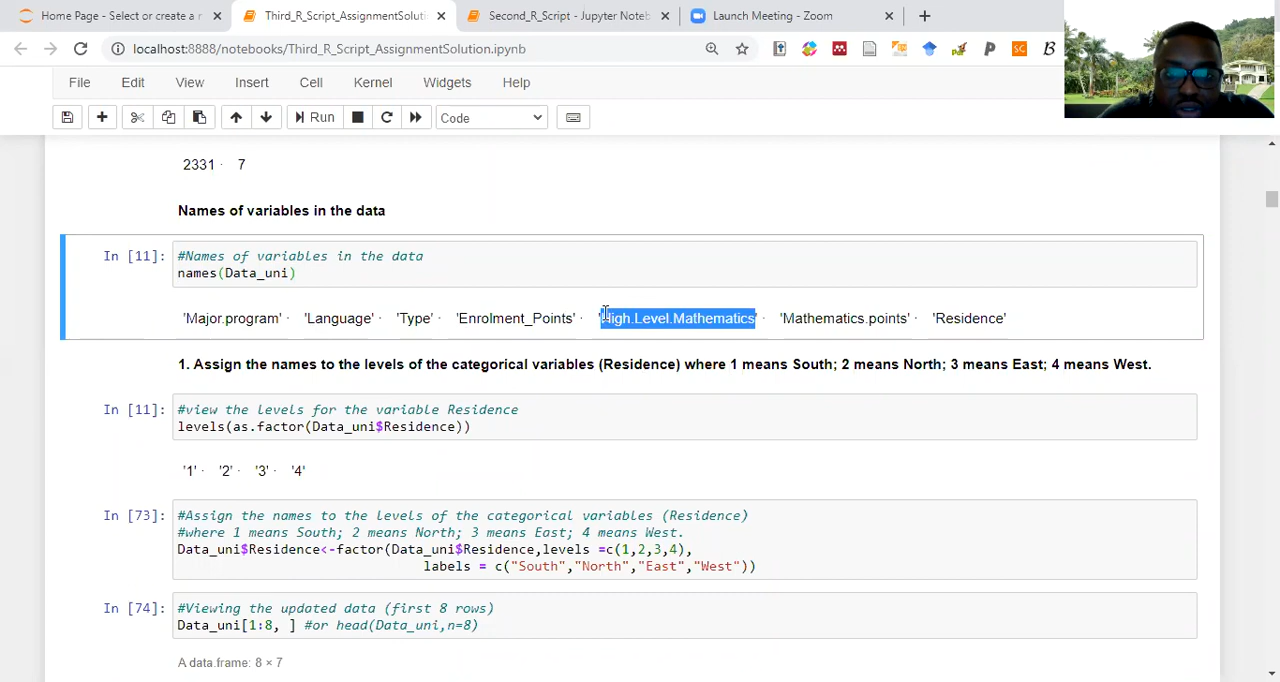 Home Page - Select or create a r
Third_R_Script_AssignmentSoluti
Second_R_Script - Jupyter Noteb
Launch Meeting - Zoom
localhost:8888/notebooks/Third_R_Script_AssignmentSolution.ipynb
SC
File Edit View Insert Cell Kernel Widgets Help
Run
Code
2331 · 7
Names of variables in the data
In [11]: #Names of variables in the data
names(Data_uni)
'Major.program' · 'Language' · 'Type' · 'Enrolment_Points' · 'High.Level.Mathematics' · 'Mathematics.points' · 'Residence'
1. Assign the names to the levels of the categorical variables (Residence) where 1 means South; 2 means North; 3 means East; 4 means West.
In [11]: #view the levels for the variable Residence
levels(as.factor(Data_uni$Residence))
'1' · '2' · '3' · '4'
In [73]: #Assign the names to the levels of the categorical variables (Residence)
#where 1 means South; 2 means North; 3 means East; 4 means West.
Data_uni$Residence<-factor(Data_uni$Residence,levels =c(1,2,3,4),
labels = c("South","North","East","West"))
In [74]: #Viewing the updated data (first 8 rows)
Data_uni[1:8, ] #or head(Data_uni,n=8)
A data.frame: 8 × 7